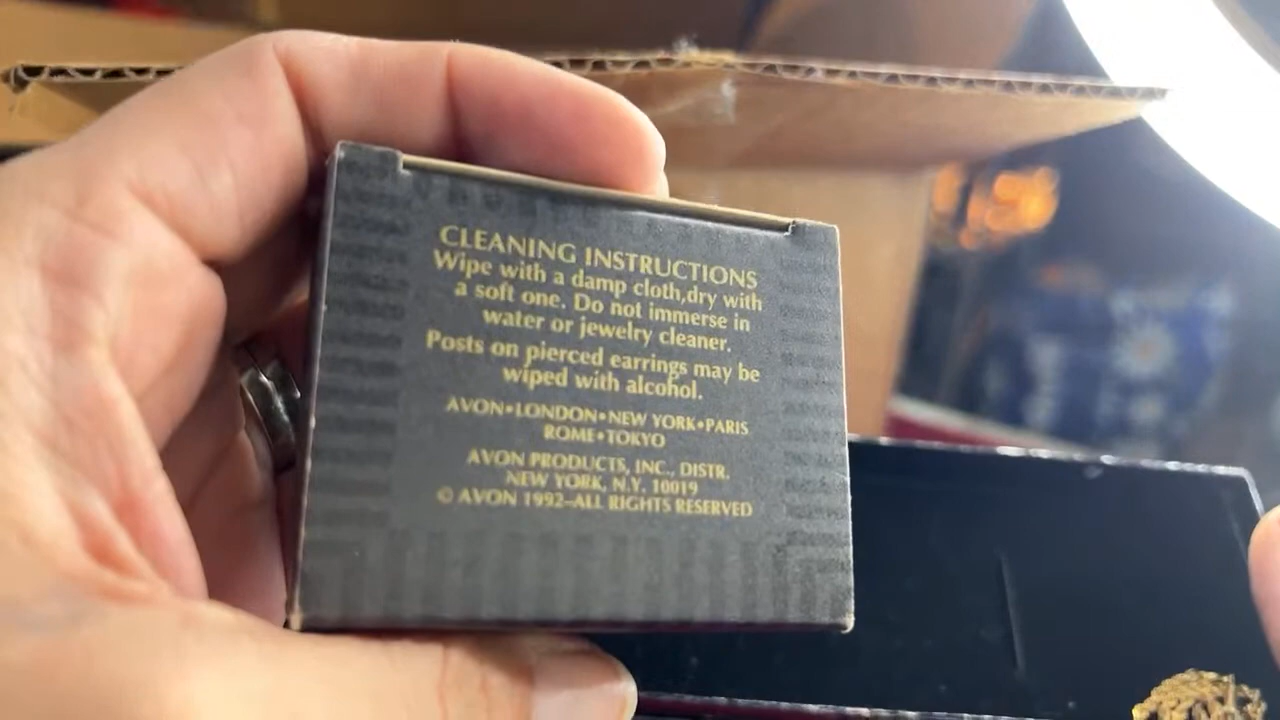 CLEANING INSTRUCTIONS
Wipe with a damp cloth,dry with
a soft one. Do not immerse in
water or jewelry cleaner.
Posts on pierced earrings may be
wiped with alcohol.
AVON•LONDON•NEW YORK•PARIS
ROME•TOKYO
AVON PRODUCTS, INC., DISTR.
NEW YORK, N.Y. 10019
© AVON 1992–ALL RIGHTS RESERVED